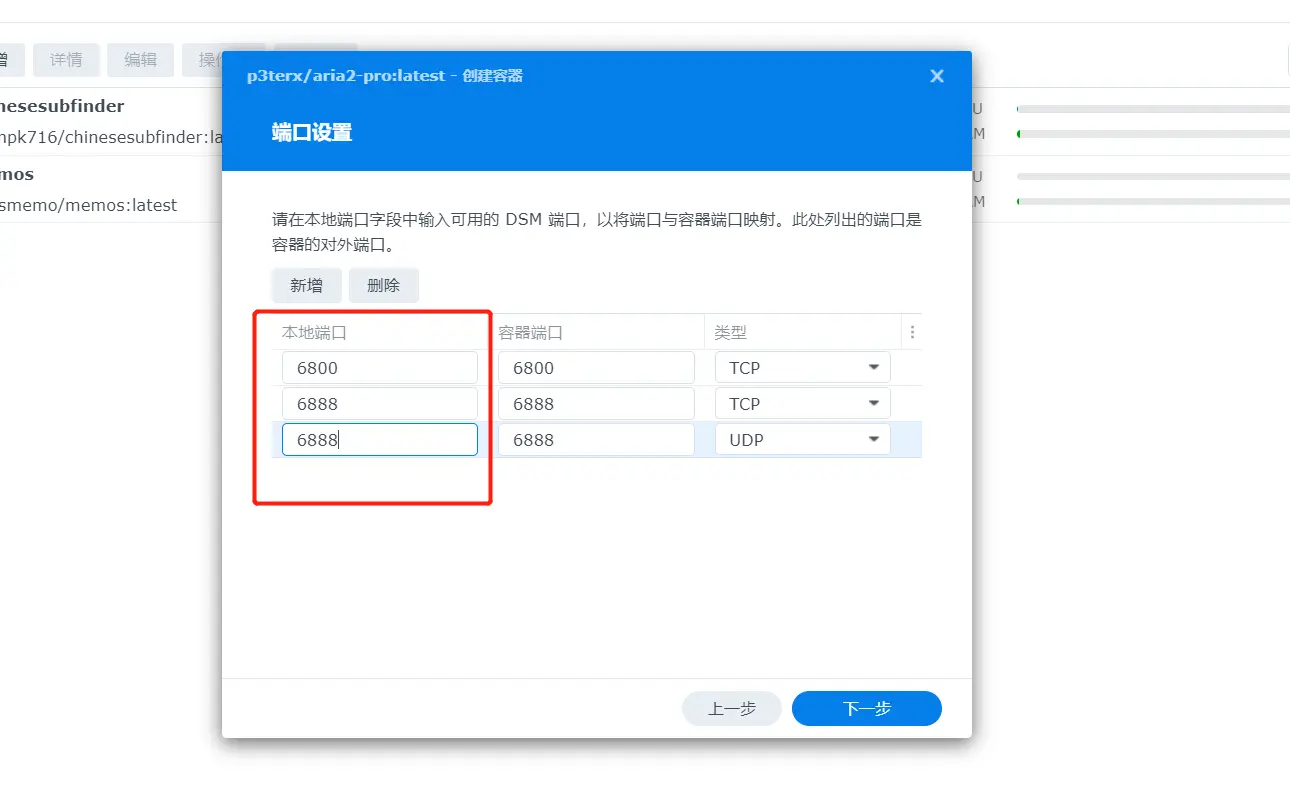 增 详情 编辑 操作
p3terx/aria2-pro:latest - 创建容器
端口设置
nesesubfinder
npk716/chinesesubfinder:la
mos
smemo/memos:latest
U
M
U
M
请在本地端口字段中输入可用的 DSM 端口，以将端口与容器端口映射。此处列出的端口是
容器的对外端口。
新增 删除
本地端口 容器端口 类型
6800 6800 TCP
6888 6888 TCP
6888 6888 UDP
上一步 下一步